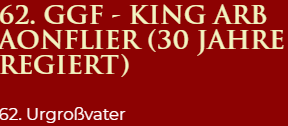 62. GGF - KING ARB
AONFLIER (30 JAHRE
REGIERT)
62. Urgroßvater